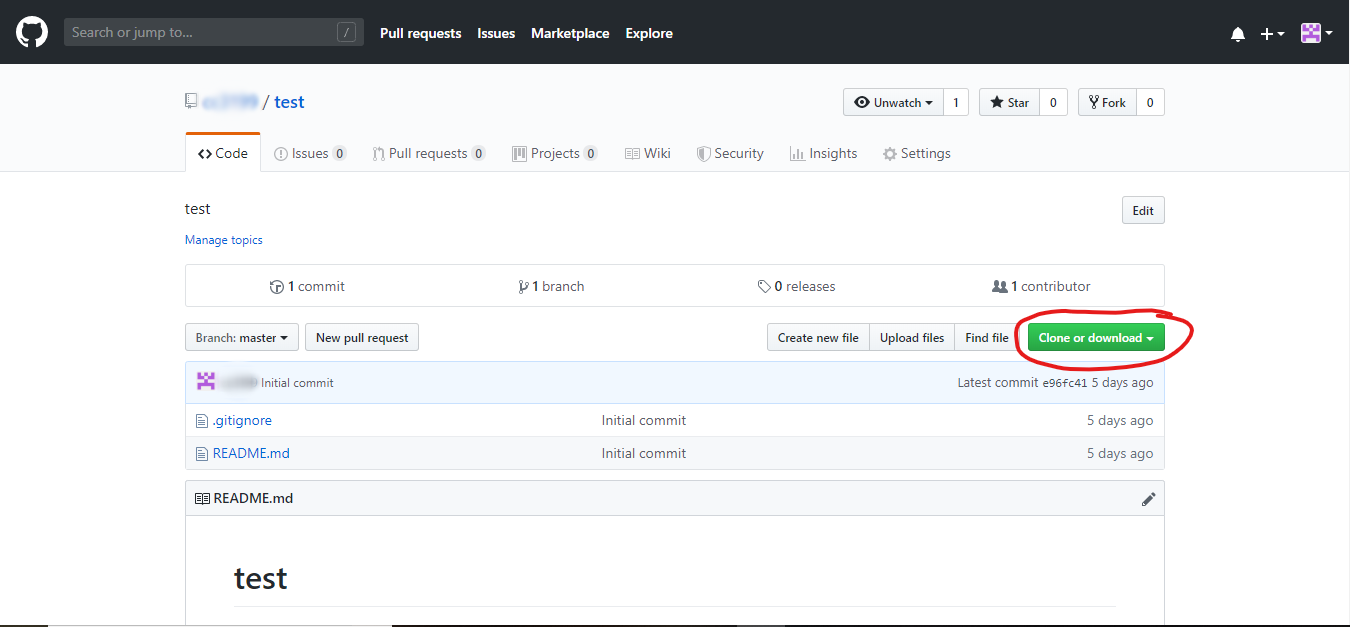 Search or jump to... / Pull requests Issues Marketplace Explore
/ test
Unwatch 1 Star 0 Fork 0
Code Issues 0 Pull requests 0 Projects 0 Wiki Security Insights Settings
test
Edit
Manage topics
1 commit 1 branch 0 releases 1 contributor
Branch: master New pull request Create new file Upload files Find file Clone or download
Initial commit Latest commit e96fc41 5 days ago
.gitignore Initial commit 5 days ago
README.md Initial commit 5 days ago
README.md
test